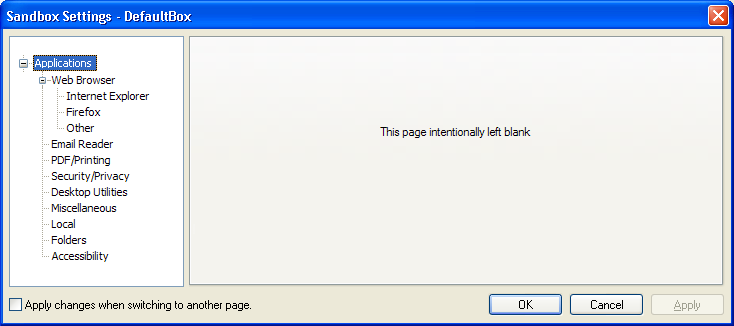 Sandbox Settings - DefaultBox
Applications
Web Browser
Internet Explorer
Firefox
Other
Email Reader
PDF/Printing
Security/Privacy
Desktop Utilities
Miscellaneous
Local
Folders
Accessibility
This page intentionally left blank
Apply changes when switching to another page.
OK
Cancel
Apply